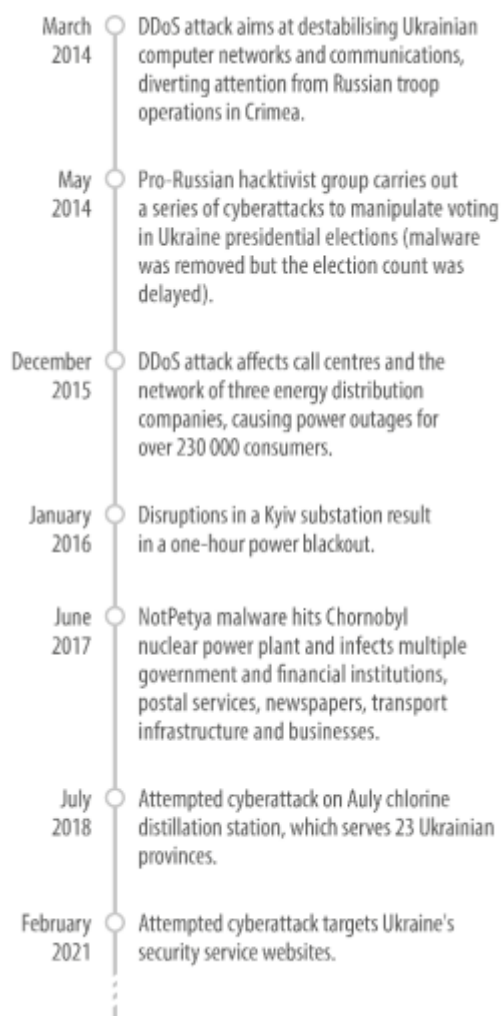 March
2014
DDoS attack aims at destabilising Ukrainian
computer networks and communications,
diverting attention from Russian troop
operations in Crimea.
May
2014
Pro-Russian hacktivist group carries out
a series of cyberattacks to manipulate voting
in Ukraine presidential elections (malware
was removed but the election count was
delayed).
December
2015
DDoS attack affects call centres and the
network of three energy distribution
companies, causing power outages for
over 230 000 consumers.
January
2016
Disruptions in a Kyiv substation result
in a one-hour power blackout.
June
2017
NotPetya malware hits Chornobyl
nuclear power plant and infects multiple
government and financial institutions,
postal services, newspapers, transport
infrastructure and businesses.
July
2018
Attempted cyberattack on Auly chlorine
distillation station, which serves 23 Ukrainian
provinces.
February
2021
Attempted cyberattack targets Ukraine's
security service websites.